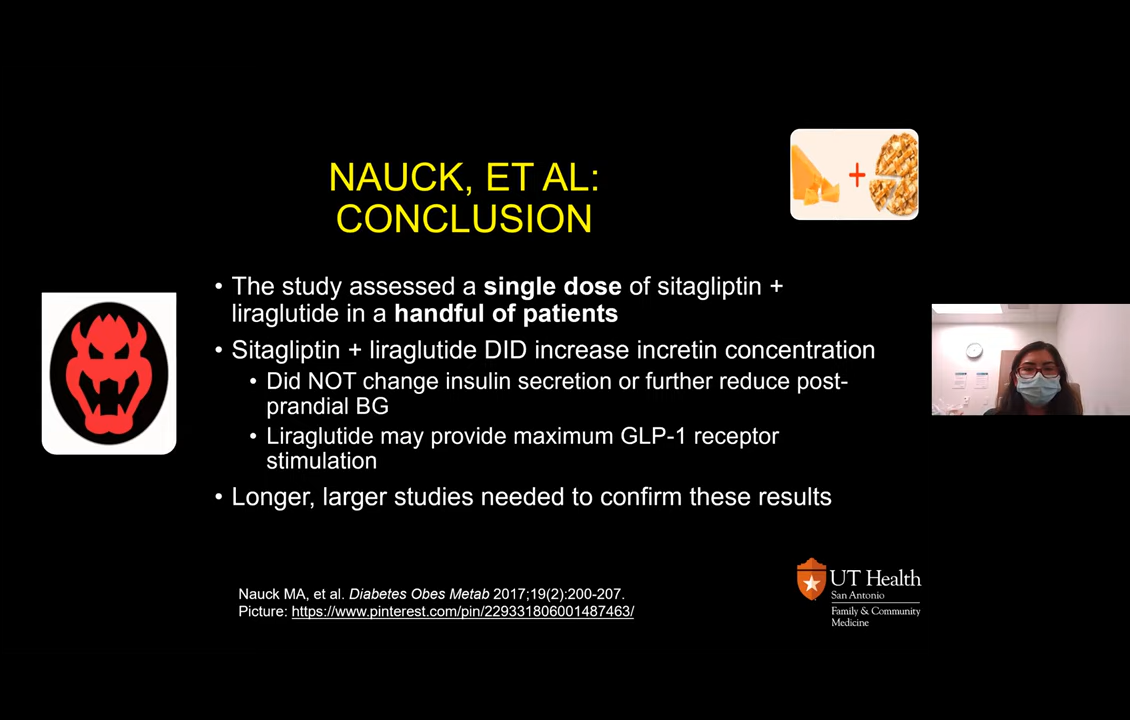 NAUCK, ET AL:
CONCLUSION
• The study assessed a single dose of sitagliptin +
liraglutide in a handful of patients
• Sitagliptin + liraglutide DID increase incretin concentration
• Did NOT change insulin secretion or further reduce post-
prandial BG
• Liraglutide may provide maximum GLP-1 receptor
stimulation
• Longer, larger studies needed to confirm these results
Nauck MA, et al. Diabetes Obes Metab 2017;19(2):200-207.
Picture: https://www.pinterest.com/pin/229331806001487463/
UT Health
San Antonio
Family & Community
Medicine